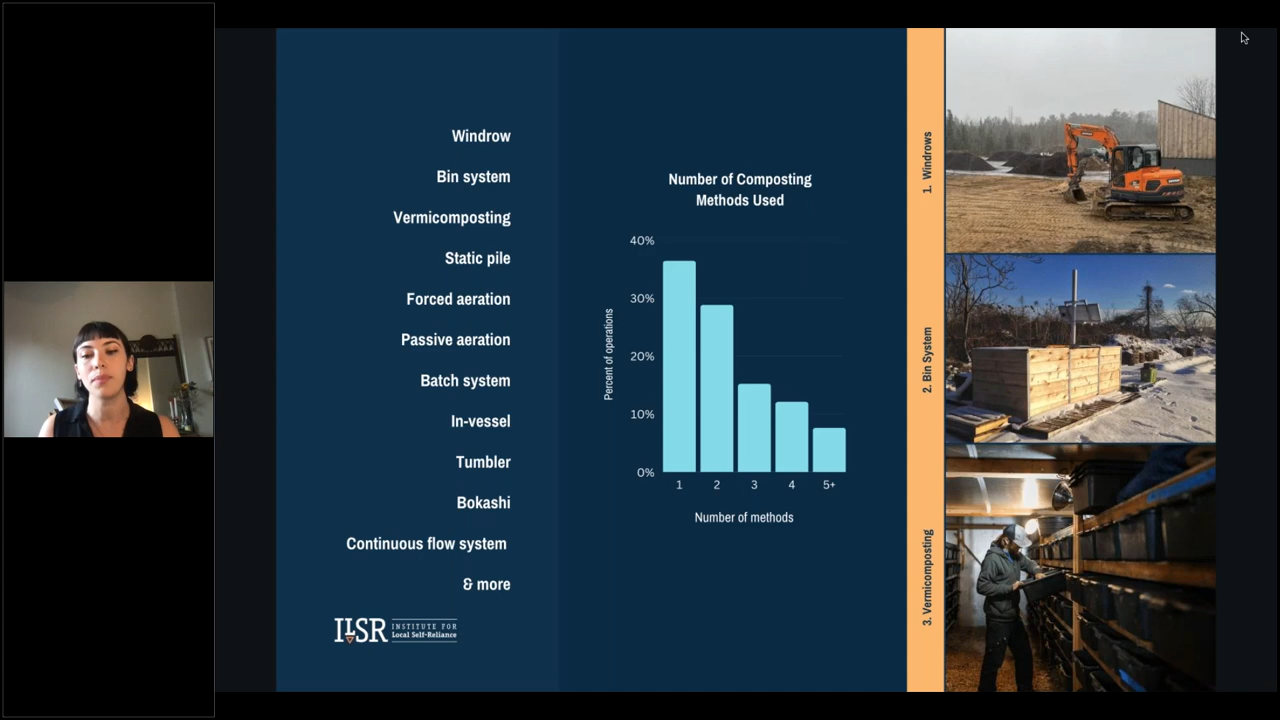 Windrow
Bin system
Vermicomposting
Static pile
Forced aeration
Passive aeration
Batch system
In-vessel
Tumbler
Bokashi
Continuous flow system
& more
ILSR
INSTITUTE FOR
Local Self-Reliance
Number of Composting
Methods Used
Percent of operations
40%
30%
20%
10%
0%
1 2 3 4 5+
Number of methods
1. Windrows
2. Bin System
3. Vermicomposting